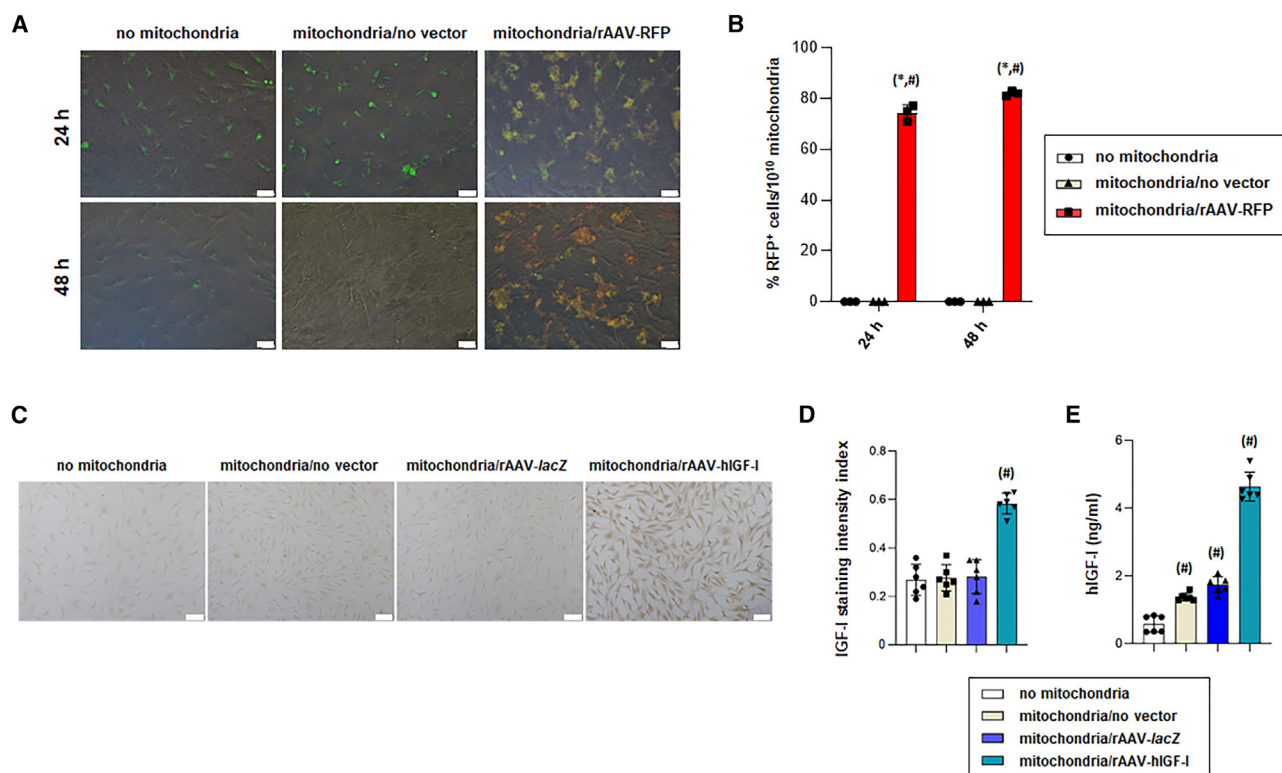 A
no mitochondria
mitochondria/no vector
mitochondria/rAAV-RFP
24 h
48 h
B
% RFP⁺ cells/10¹⁰ mitochondria
100
80
60
40
20
0
(*,#)
(*,#)
24 h
48 h
no mitochondria
mitochondria/no vector
mitochondria/rAAV-RFP
C
no mitochondria
mitochondria/no vector
mitochondria/rAAV-lacZ
mitochondria/rAAV-hIGF-I
D
IGF-I staining intensity index
0.8
0.6
0.4
0.2
0
(#)
E
hIGF-I (ng/ml)
6
4
2
0
(#)
(#)
(#)
no mitochondria
mitochondria/no vector
mitochondria/rAAV-lacZ
mitochondria/rAAV-hIGF-I